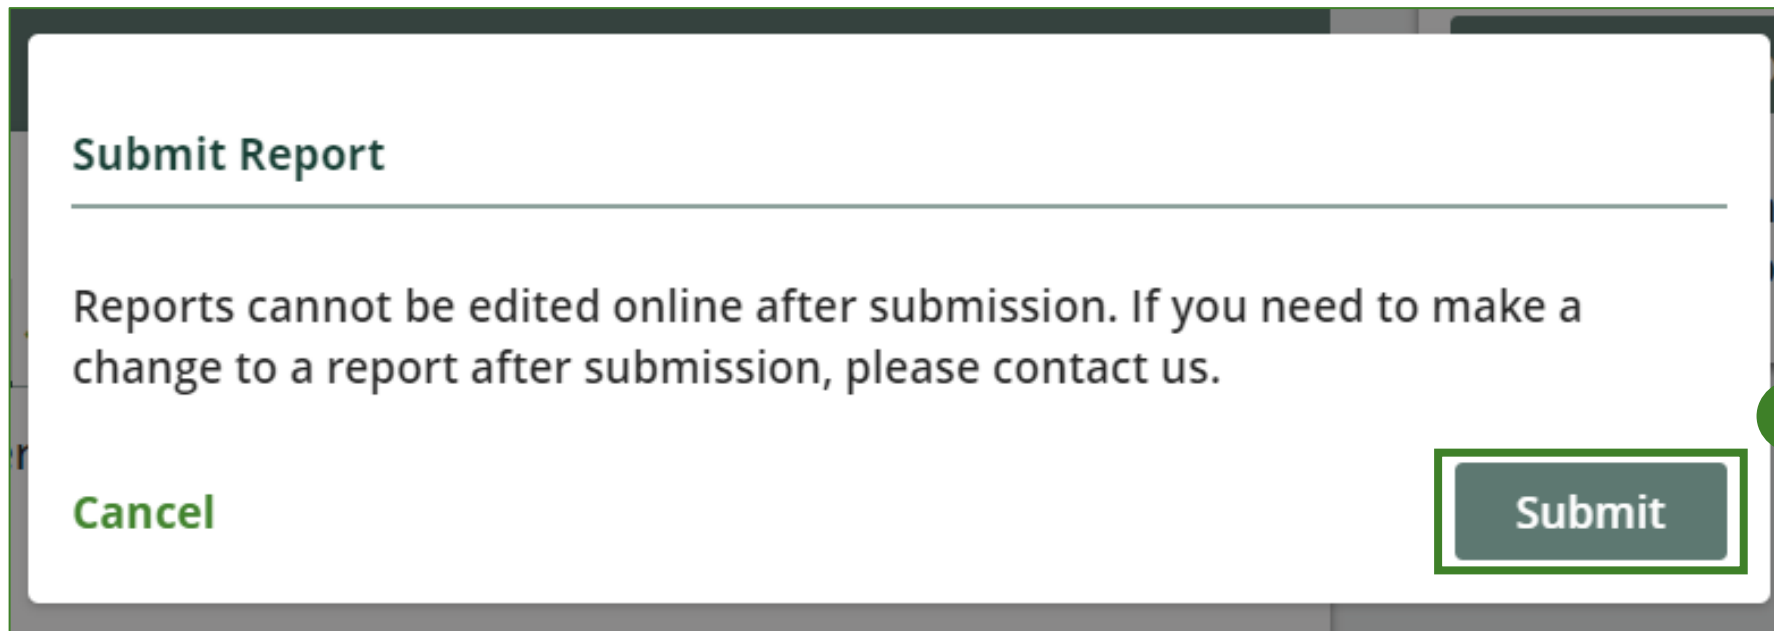 Submit Report
Reports cannot be edited online after submission. If you need to make a
change to a report after submission, please contact us.
Cancel
Submit